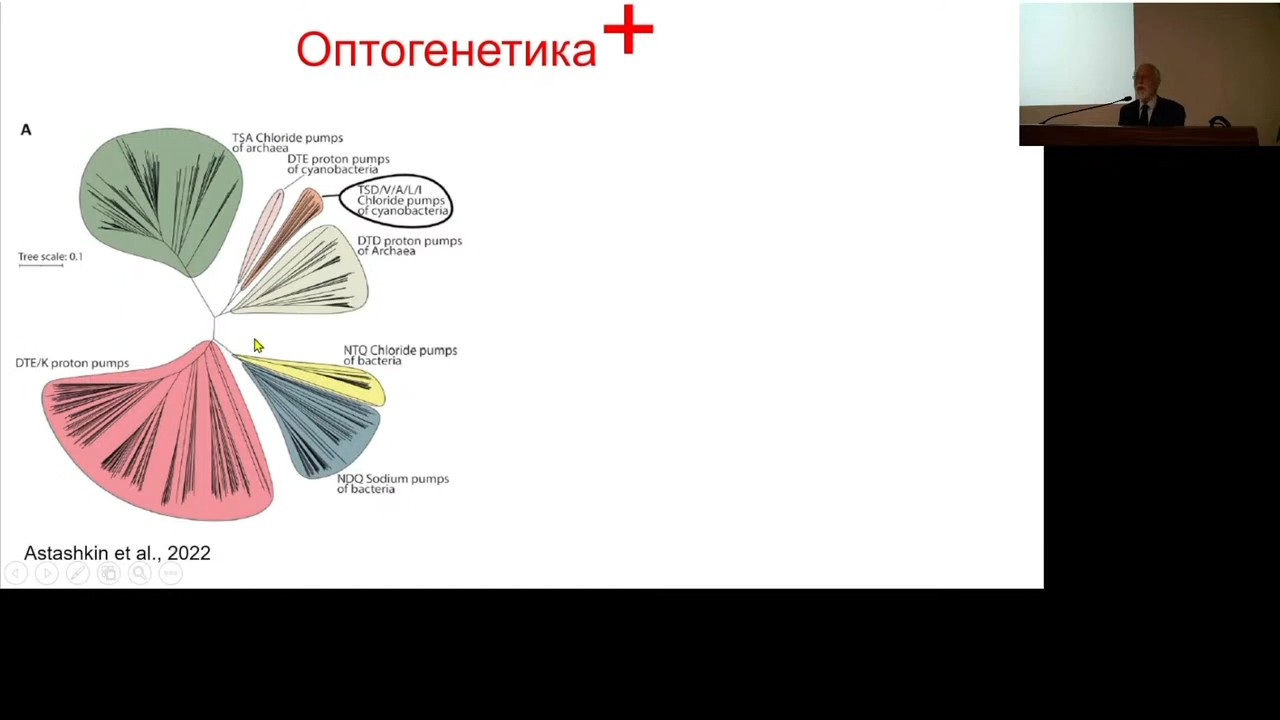 Оптогенетика+
A
TSA Chloride pumps
of archaea
DTE proton pumps
of cyanobacteria
TSD/V/A/L/I
Chloride pumps
of cyanobacteria
DTD proton pumps
of Archaea
Tree scale: 0.1
NTQ Chloride pumps
of bacteria
DTE/K proton pumps
NDQ Sodium pumps
of bacteria
Astashkin et al., 2022